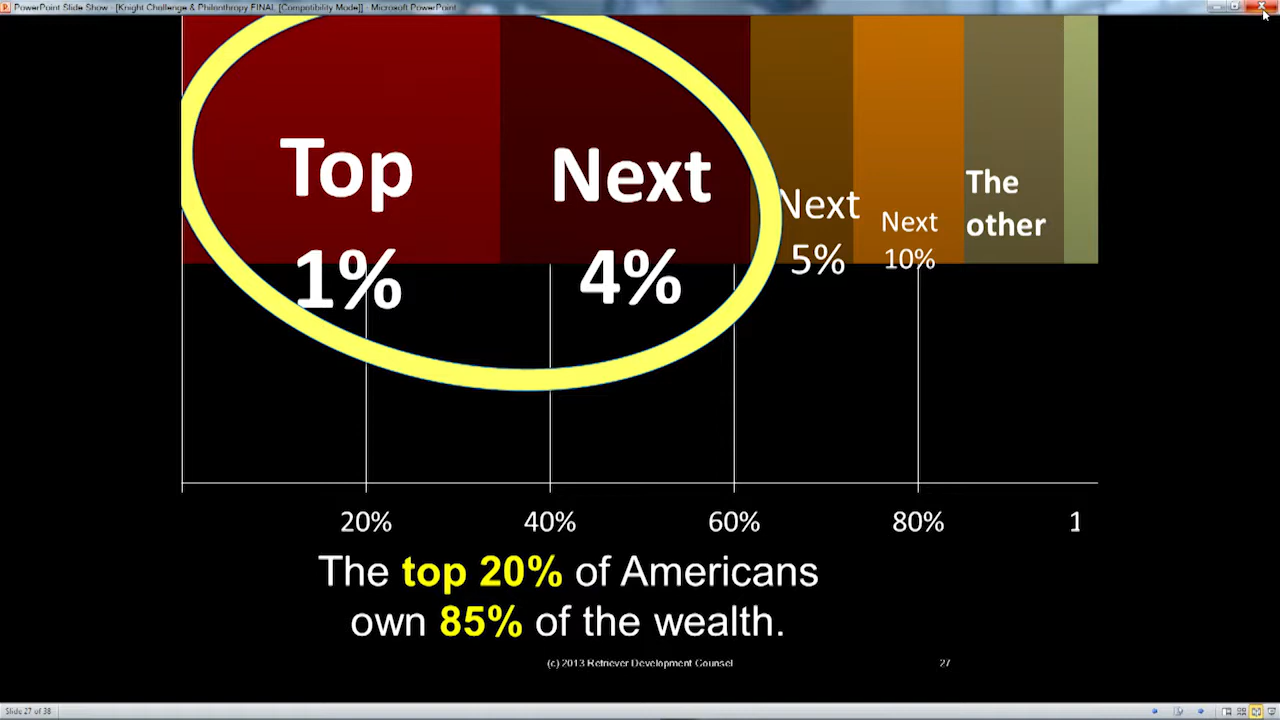 PowerPoint Slide Show - [Knight Challenge & Philanthropy FINAL [Compatibility Mode]] - Microsoft PowerPoint
Top
1%
Next
4%
Next
5%
Next
10%
The
other
20%
40%
60%
80%
1
The top 20% of Americans
own 85% of the wealth.
(c) 2013 Retriever Development Counsel
27
Slide 27 of 38